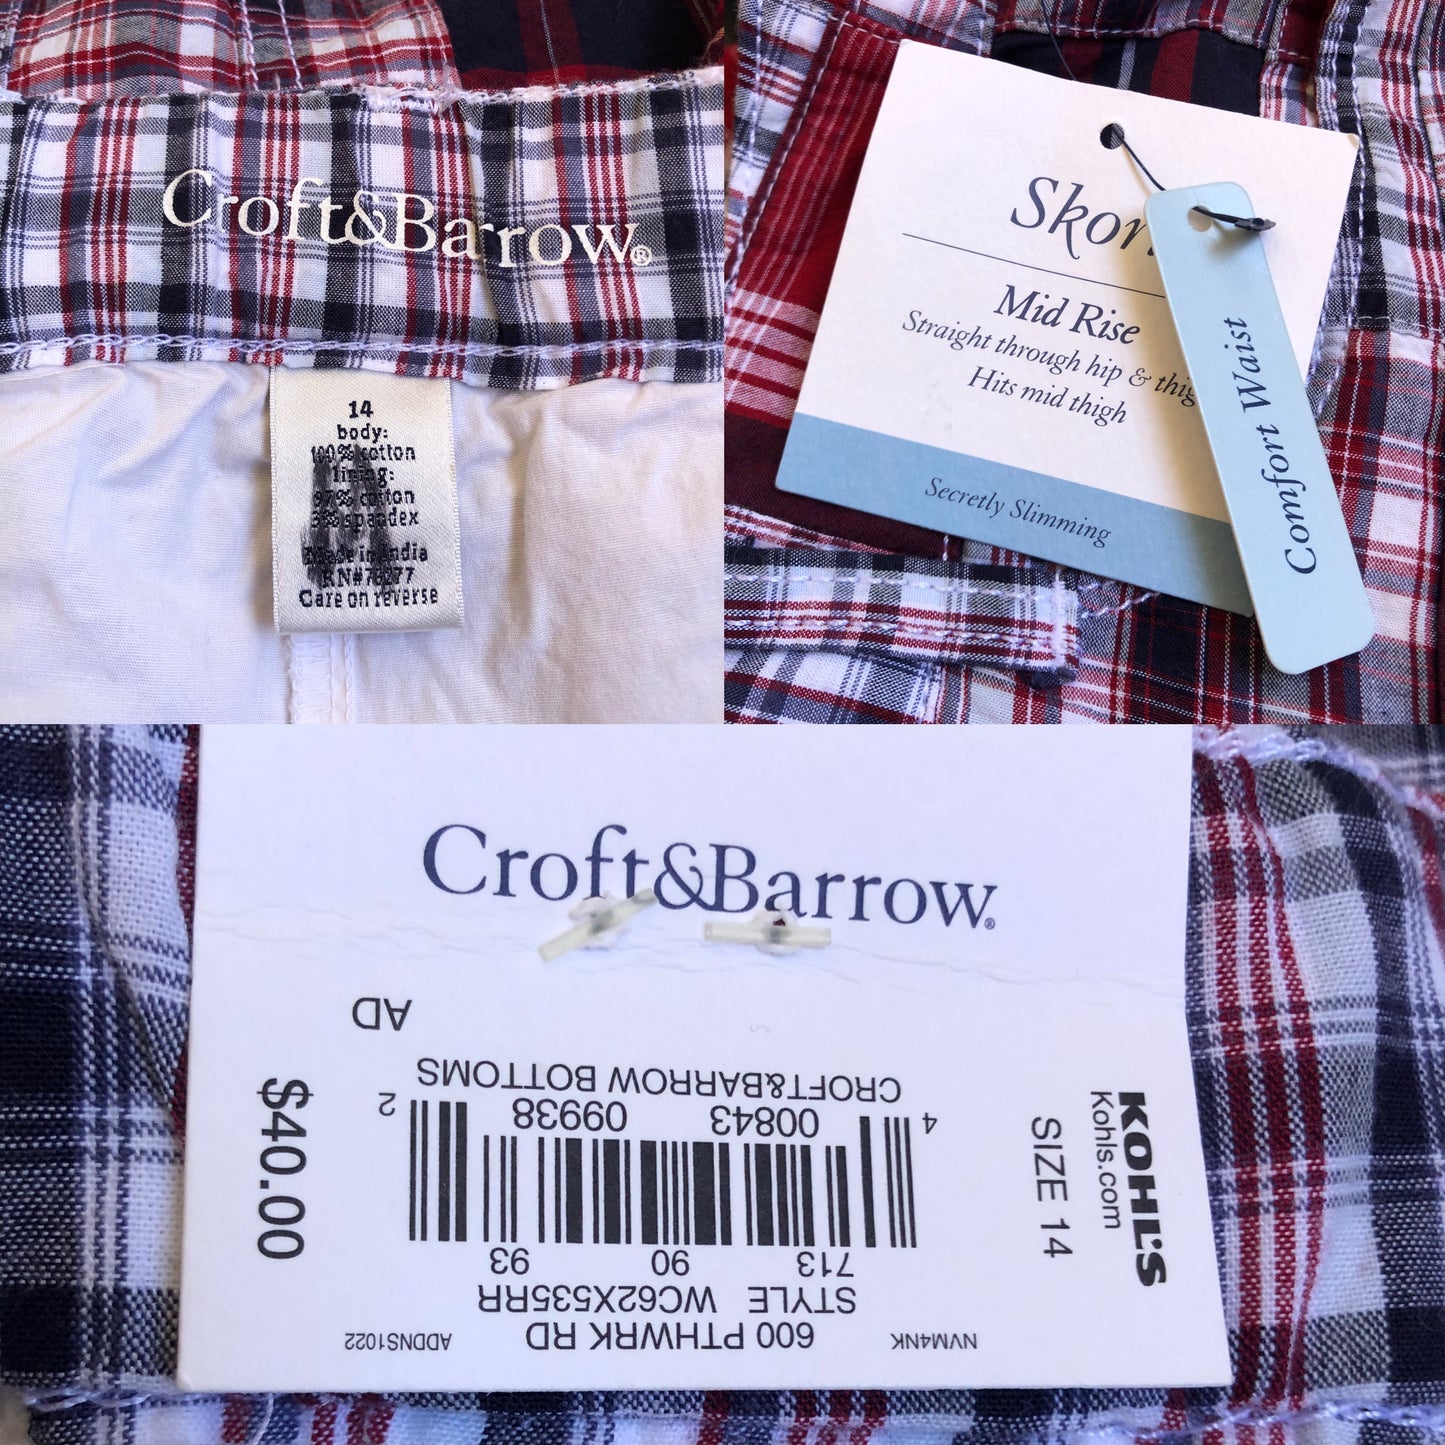 Croft&Barrow®
14
body:
100% cotton
lining:
97% cotton
3% spandex
Made in India
RN#73277
Care on reverse
Mid Rise
Straight through hip &
Hits mid thigh
Secretly Slimming
Comfort Waist
Croft&Barrow®
AD
$40.00
KOHL'S
Kohls.com
SIZE 14
NVM4NK
600 PTHWRK RD
ADDNS1022
STYLE WC62X535RR
713 90 93
4 00843 09938 2
CROFT&BARROW BOTTOMS